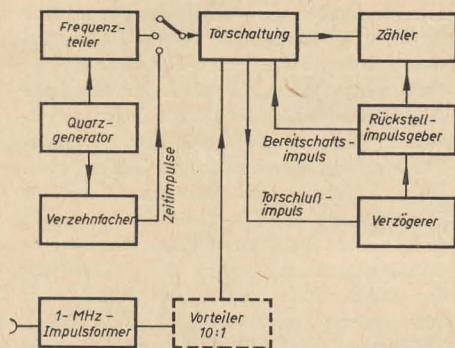 Frequenz-
teiler
Torschaltung
Zähler
Quarz-
generator
Rückstell-
impulsgeber
Bereitschafts-
impuls
Zeitimpulse
Torschluß-
impuls
Verzehnfacher
Verzögerer
1-MHz-
Impulsformer
Vorteiler
10:1